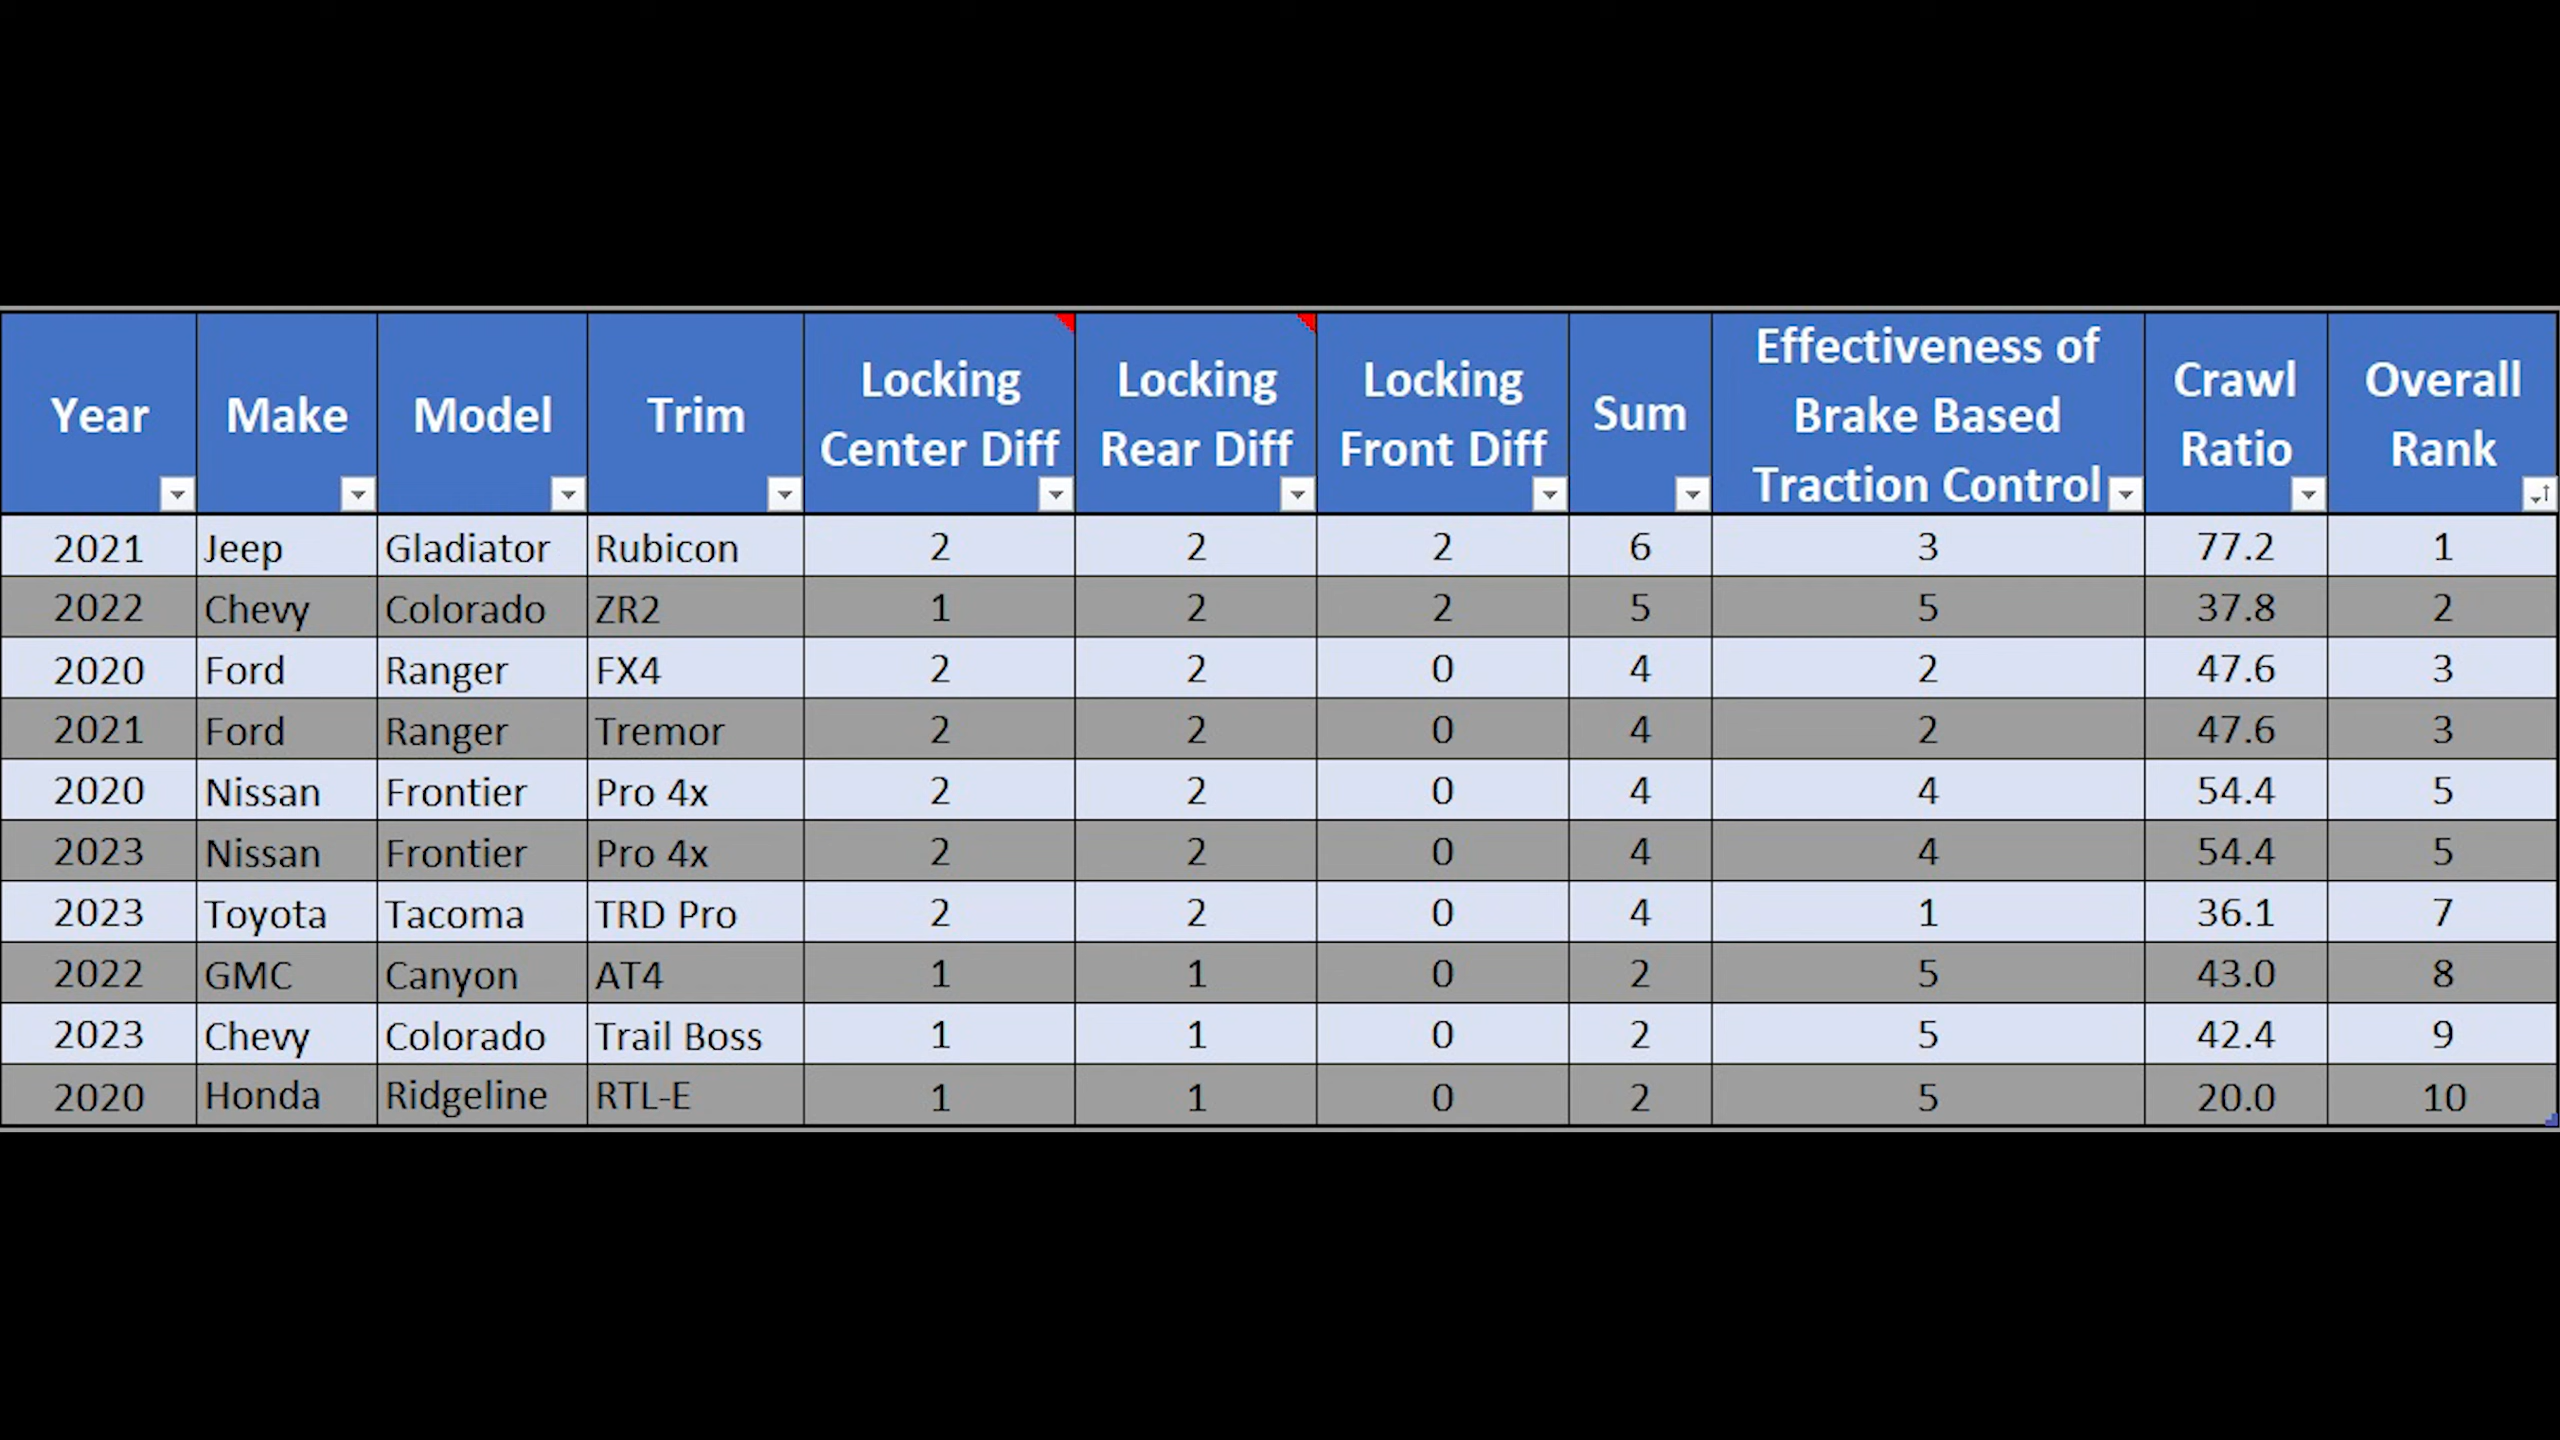 Year Make Model Trim Locking Center Diff Locking Rear Diff Locking Front Diff Sum Effectiveness of Brake Based Traction Control Crawl Ratio Overall Rank
2021 Jeep Gladiator Rubicon 2 2 2 6 3 77.2 1
2022 Chevy Colorado ZR2 1 2 2 5 5 37.8 2
2020 Ford Ranger FX4 2 2 0 4 2 47.6 3
2021 Ford Ranger Tremor 2 2 0 4 2 47.6 3
2020 Nissan Frontier Pro 4x 2 2 0 4 4 54.4 5
2023 Nissan Frontier Pro 4x 2 2 0 4 4 54.4 5
2023 Toyota Tacoma TRD Pro 2 2 0 4 1 36.1 7
2022 GMC Canyon AT4 1 1 0 2 5 43.0 8
2023 Chevy Colorado Trail Boss 1 1 0 2 5 42.4 9
2020 Honda Ridgeline RTL-E 1 1 0 2 5 20.0 10